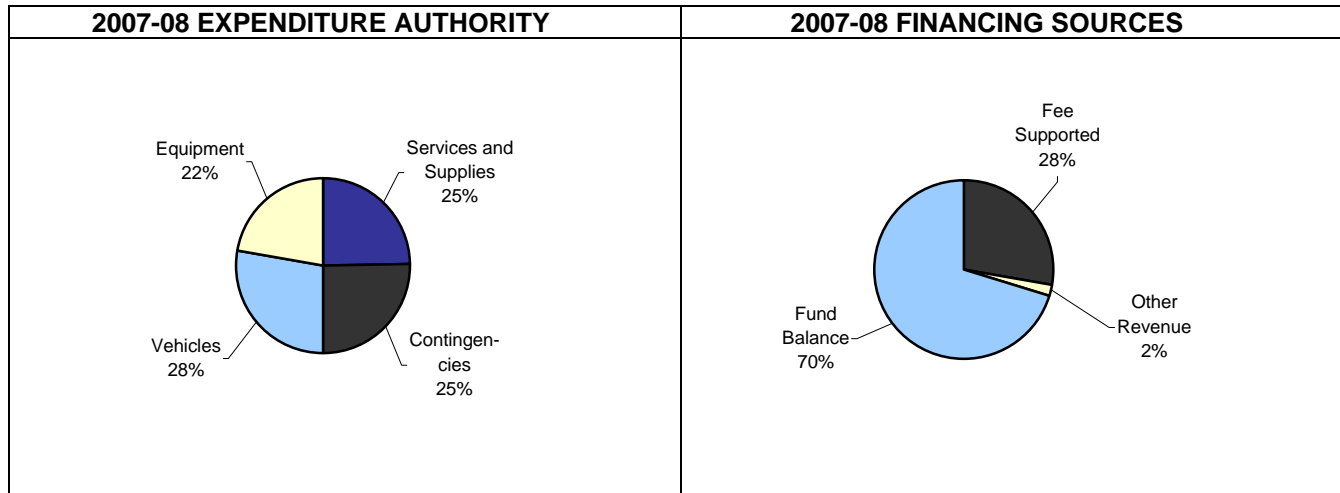 2007-08 EXPENDITURE AUTHORITY
2007-08 FINANCING SOURCES
Equipment
22%
Services and
Supplies
25%
Vehicles
28%
Contingen-
cies
25%
Fee
Supported
28%
Fund
Balance
70%
Other
Revenue
2%